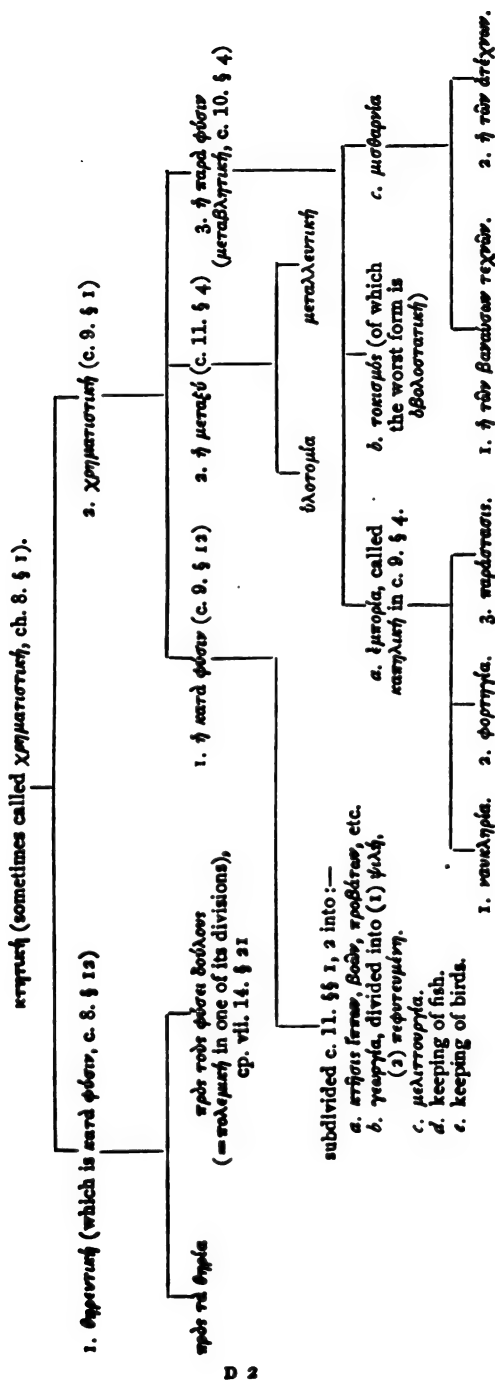 κτητική (sometimes called χρηματιστική, ch. 8. § 1).
1. θηρευτική (which is κατὰ φύσιν, c. 8. § 12)
2. χρηματιστική (c. 9. § 1)
πρὸς τὰ θηρία
πρὸς τοὺς φύσει δούλους
(=πολεμική in one of its divisions),
cp. vii. 14. § 21
1. ἡ κατὰ φύσιν (c. 9. § 12)
2. ἡ μεταξύ (c. 11. § 4)
3. ἡ παρὰ φύσιν
(μεταβλητική, c. 10. § 4)
subdivided c. 11. §§ 1, 2 into:—
a. κτῆσις ἵππων, βοῶν, προβάτων, etc.
b. γεωργία, divided into (1) ψιλή,
(2) πεφυτευμένη.
c. μελιττουργία.
d. keeping of fish.
e. keeping of birds.
ὑλοτομία
μεταλλευτική
a. ἐμπορία, called
καπηλική in c. 9. § 4.
b. τοκισμός (of which
the worst form is
ὀβολοστατική)
c. μισθαρνία
1. ναυκληρία.
2. φορτηγία.
3. παράστασις.
1. ἡ τῶν βαναύσων τεχνῶν.
2. ἡ τῶν ἀτέχνων.
D 2